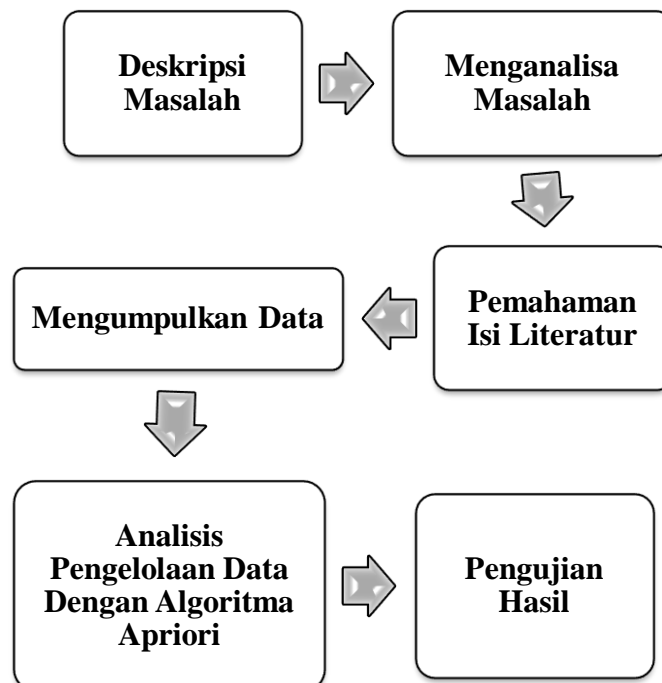 Deskripsi
Masalah
Menganalisa
Masalah
Pemahaman
Isi Literatur
Mengumpulkan Data
Analisis
Pengelolaan Data
Dengan Algoritma
Apriori
Pengujian
Hasil